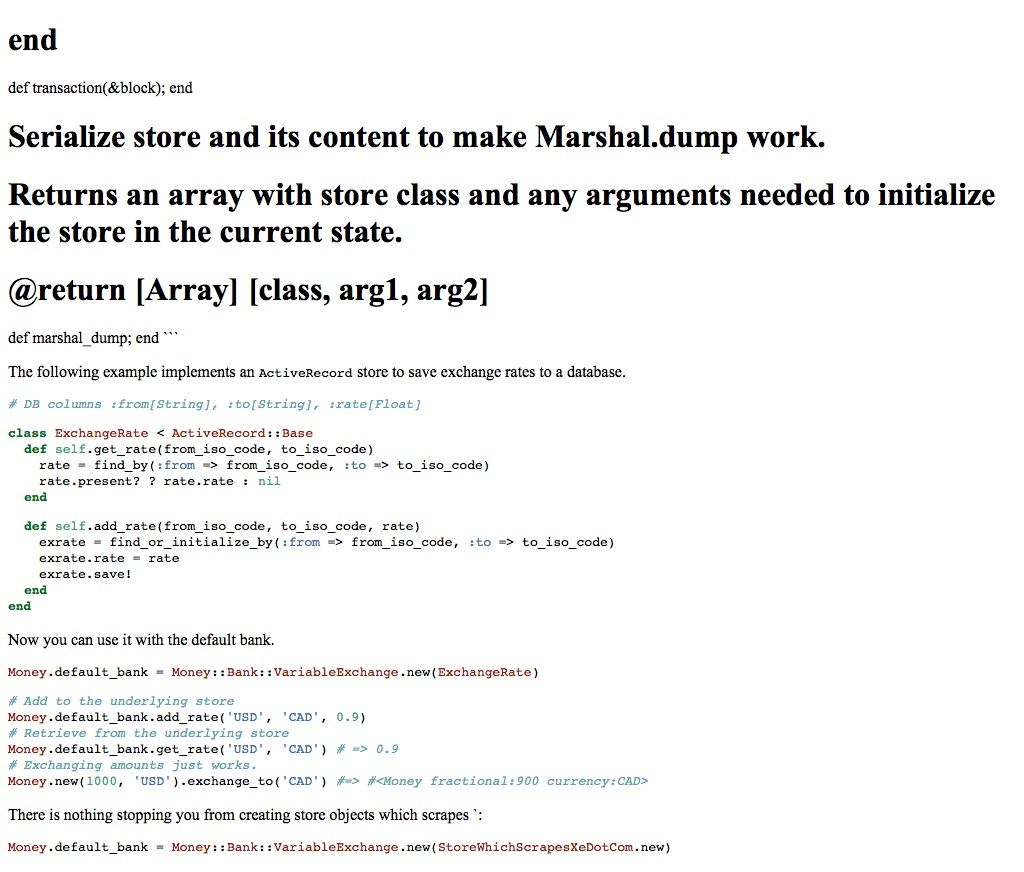 end
def transaction(&block); end
Serialize store and its content to make Marshal.dump work.
Returns an array with store class and any arguments needed to initialize
the store in the current state.
@return [Array] [class, arg1, arg2]
def marshal_dump; end ```
The following example implements an ActiveRecord store to save exchange rates to a database.
# DB columns :from[String], :to[String], :rate[Float]
class ExchangeRate < ActiveRecord::Base
  def self.get_rate(from_iso_code, to_iso_code)
    rate = find_by(:from => from_iso_code, :to => to_iso_code)
    rate.present? ? rate.rate : nil
  end
  def self.add_rate(from_iso_code, to_iso_code, rate)
    exrate = find_or_initialize_by(:from => from_iso_code, :to => to_iso_code)
    exrate.rate = rate
    exrate.save!
  end
end
Now you can use it with the default bank.
Money.default_bank = Money::Bank::VariableExchange.new(ExchangeRate)
# Add to the underlying store
Money.default_bank.add_rate('USD', 'CAD', 0.9)
# Retrieve from the underlying store
Money.default_bank.get_rate('USD', 'CAD') # => 0.9
# Exchanging amounts just works.
Money.new(1000, 'USD').exchange_to('CAD') #=> #<Money fractional:900 currency:CAD>
There is nothing stopping you from creating store objects which scrapes `:
Money.default_bank = Money::Bank::VariableExchange.new(StoreWhichScrapesXeDotCom.new)